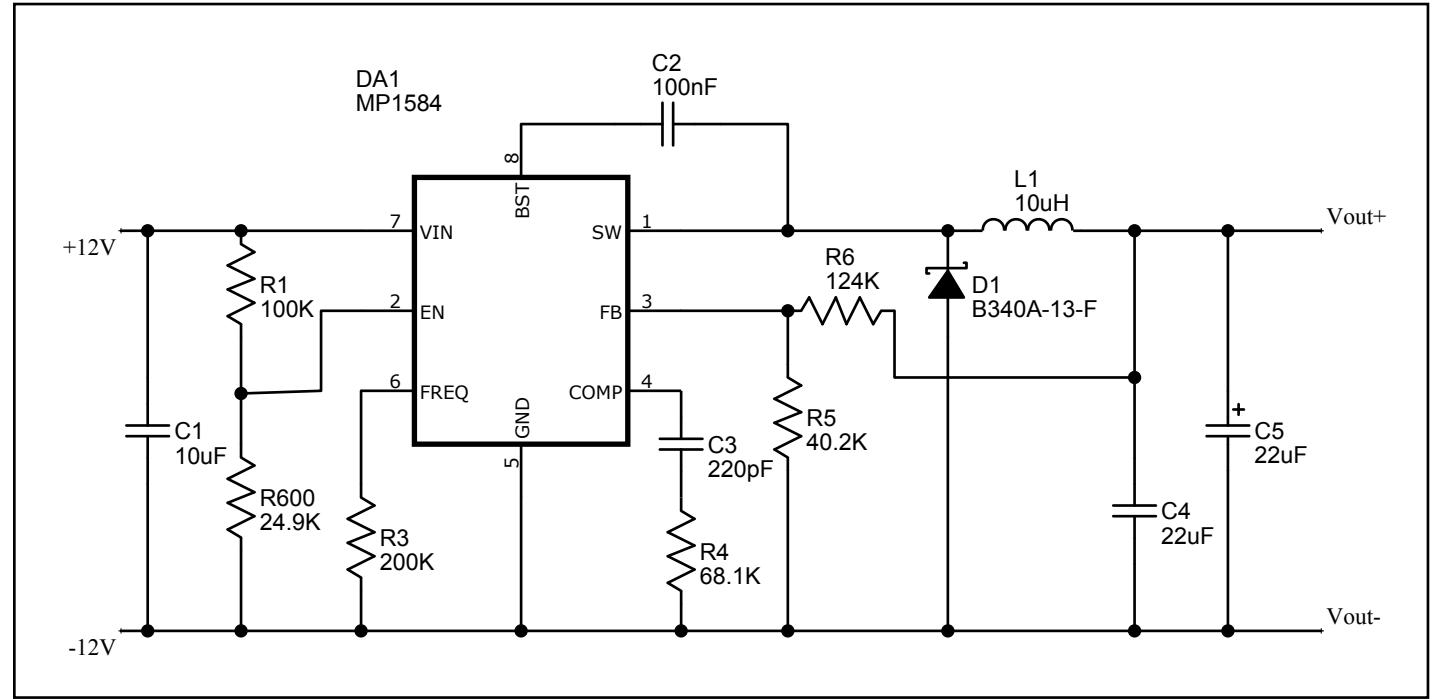 DA1
MP1584
C2
100nF
8
BST
L1
10uH
Vout+
+12V
7
VIN
SW
1
R1
100K
2
EN
FB
3
R6
124K
D1
B340A-13-F
6
FREQ
COMP
4
GND
5
C1
10uF
R600
24.9K
R3
200K
C3
220pF
R4
68.1K
R5
40.2K
+
C5
22uF
C4
22uF
-12V
Vout-